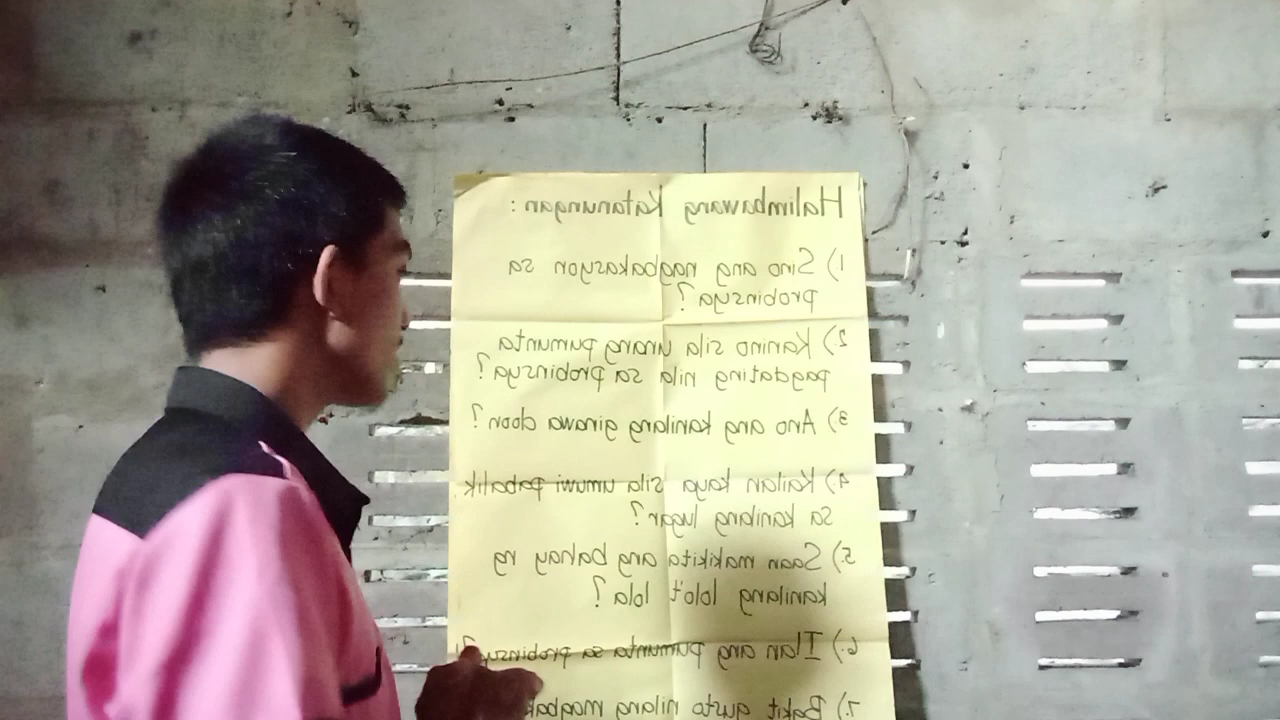 Halimbawang Katanungan:
1) Sino ang nagbakasyon sa
probinsya?
2) Kanino sila unang pumunta
pagdating nila sa probinsya?
3) Ano ang kanilang ginawa doon?
4) Kailan kaya sila umuwi pabalik
sa kanilang lugar?
5.) Saan makikita ang bahay ng
kanilang lolo't lola?
6.) Ilan ang pumunta sa probinsya?
7.) Bakit gusto nilang